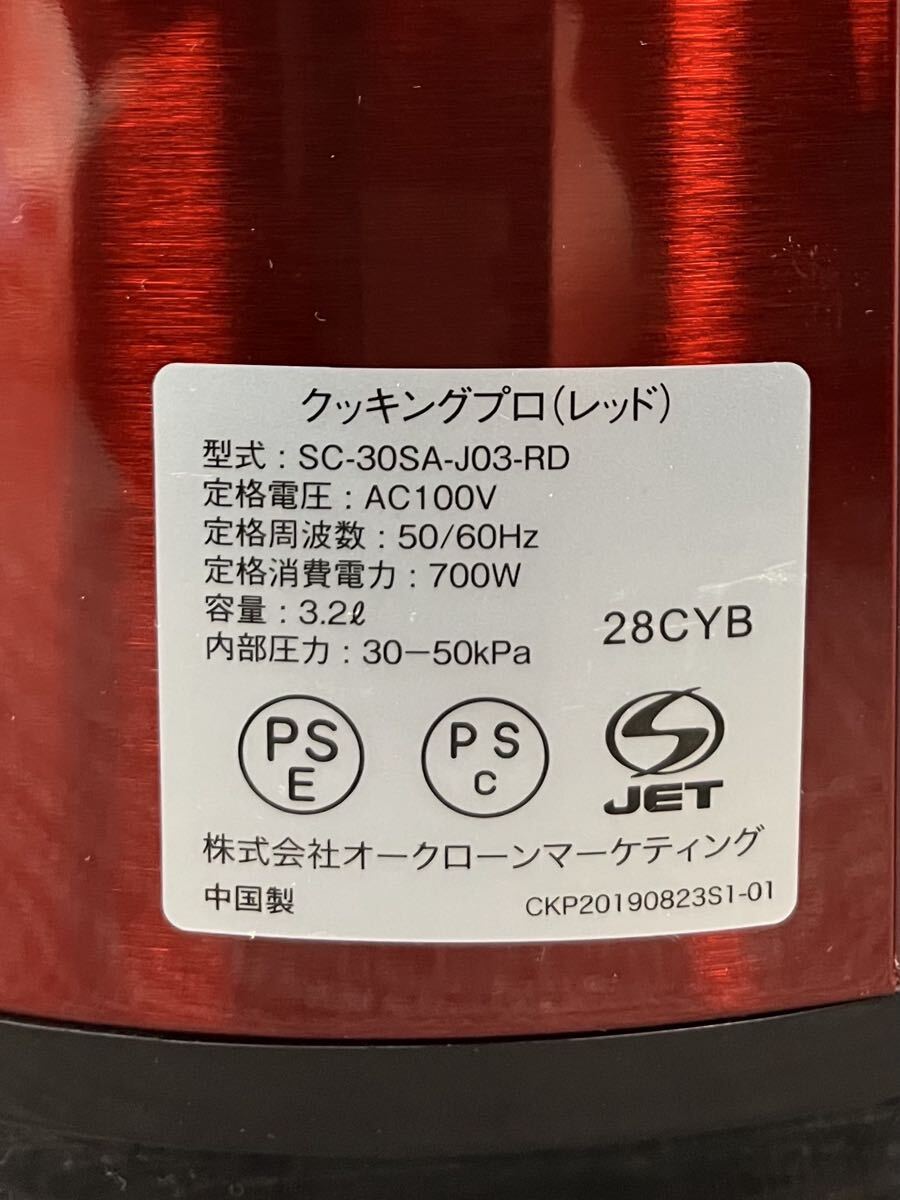 クッキングプロ(レッド)
型式 : SC-30SA-J03-RD
定格電圧 : AC100V
定格周波数 : 50/60Hz
定格消費電力 : 700W
容量 : 3.2ℓ
28CYB
内部圧力 : 30−50kPa
PS
E
PS
C
JET
株式会社オークローンマーケティング
中国製
CKP20190823S1-01